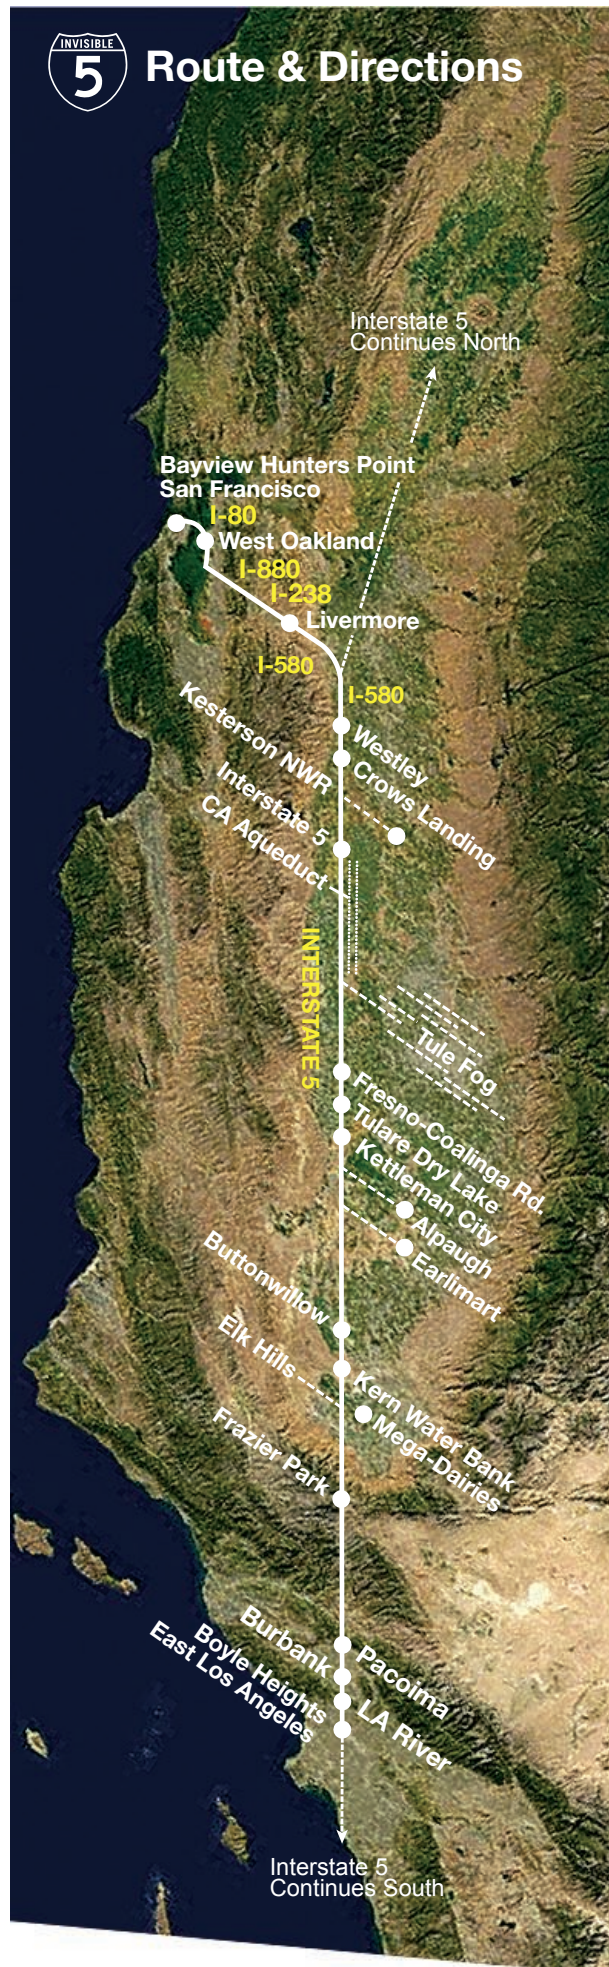 INVISIBLE
5
Route & Directions
Interstate 5
Continues North
Bayview Hunters Point
San Francisco
I-80
West Oakland
I-880
I-238
Livermore
I-580
I-580
Kesterson NWR
Westley
Crows Landing
Interstate 5
CA Aqueduct
INTERSTATE 5
Tule Fog
Fresno-Coalinga Rd.
Tulare Dry Lake
Kettleman City
Alpaugh
Earlimart
Buttonwillow
Elk Hills
Kern Water Bank
Mega-Dairies
Frazier Park
Burbank
Pacoima
Boyle Heights
East Los Angeles
LA River
Interstate 5
Continues South